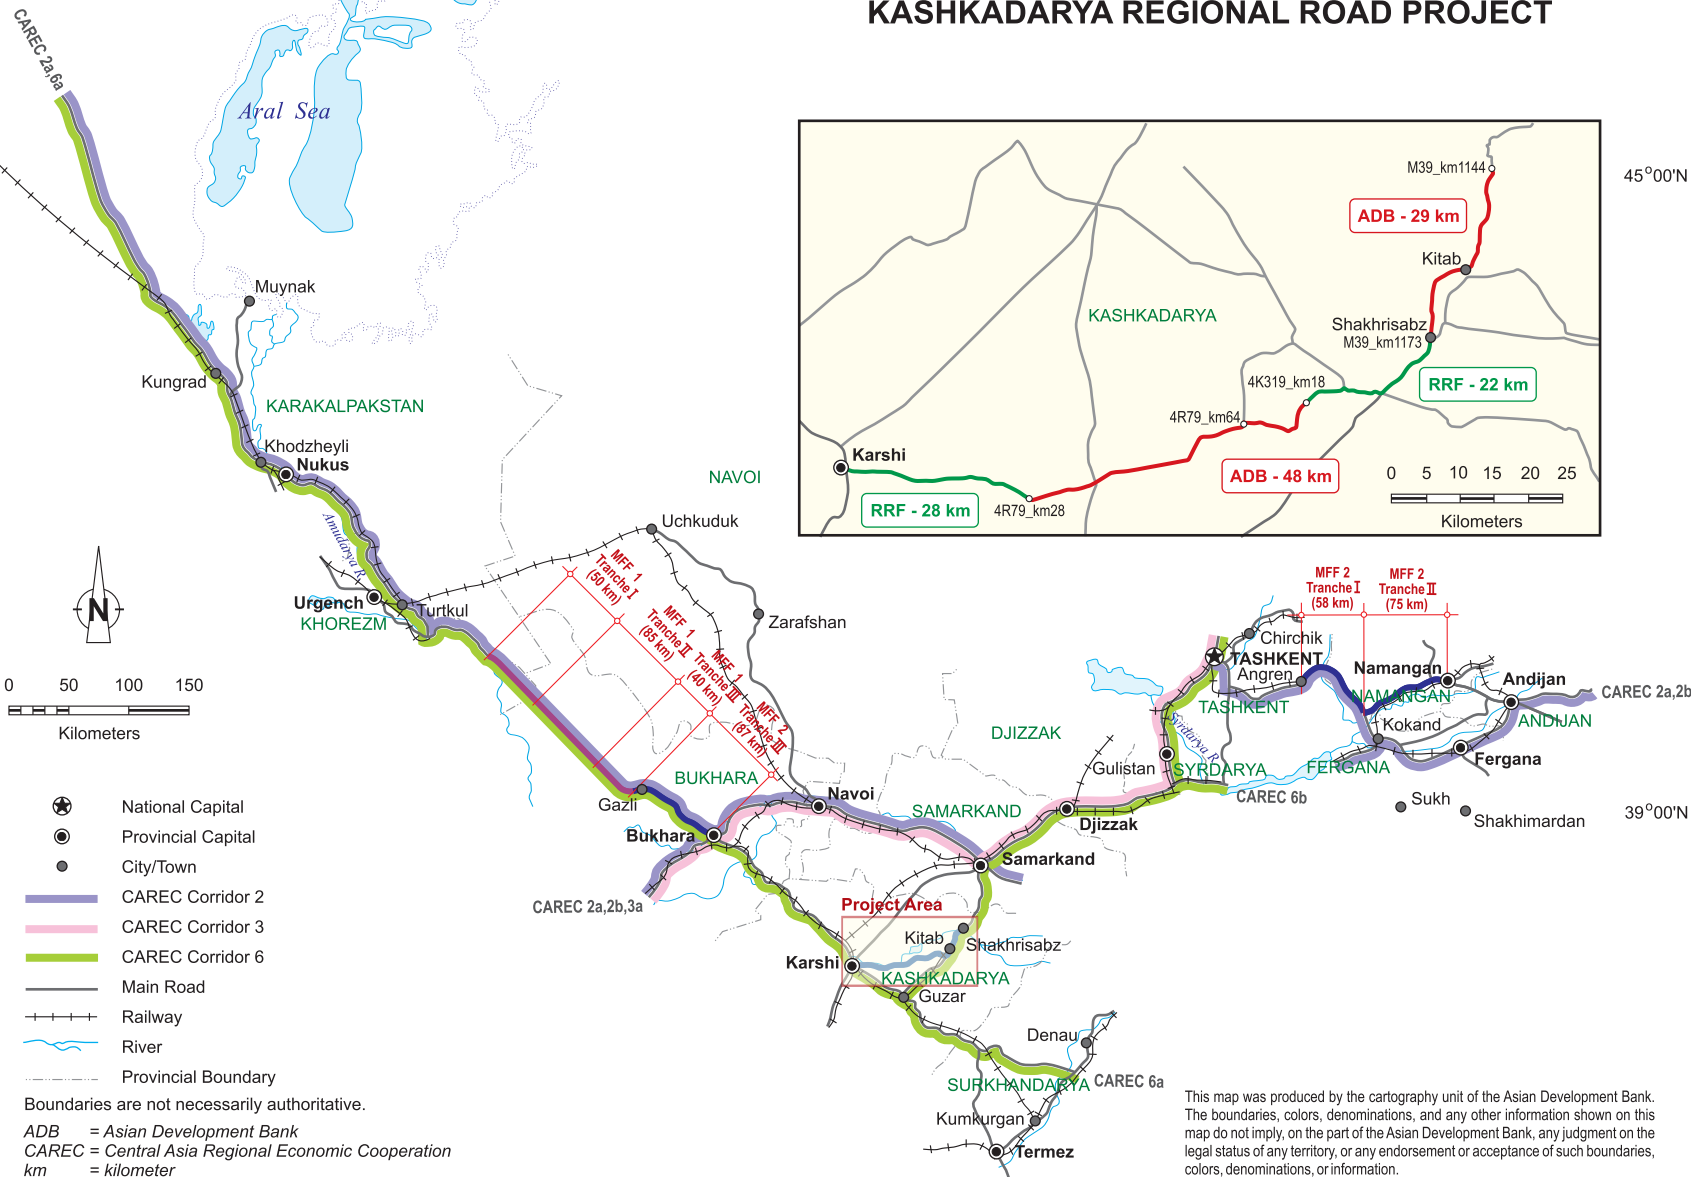 KASHKADARYA REGIONAL ROAD PROJECT
CAREC 2a,6a
Aral Sea
45°00'N
M39_km1144
ADB - 29 km
Kitab
KASHKADARYA
Shakhrisabz
M39_km1173
4K319_km18
RRF - 22 km
4R79_km64
Karshi
ADB - 48 km
0 5 10 15 20 25
Kilometers
RRF - 28 km
4R79_km28
Muynak
Kungrad
KARAKALPAKSTAN
Khodzheyli
Nukus
NAVOI
Amudarya R.
Uchkuduk
MFF 1
Tranche I
(50 km)
MFF 1
Tranche II
(85 km)
MFF 1
Tranche III
(40 km)
MFF 2
Tranche III
(87 km)
MFF 2
Tranche I
(58 km)
MFF 2
Tranche II
(75 km)
N
Urgench
Turtkul
KHOREZM
Zarafshan
Chirchik
TASHKENT
Angren
TASHKENT
Namangan
NAMANGAN
Andijan
CAREC 2a,2b
ANDIJAN
Kokand
Syrdarya R.
DJIZZAK
Gulistan
SYRDARYA
FERGANA
Fergana
CAREC 6b
Sukh
Shakhimardan
39°00'N
0 50 100 150
Kilometers
BUKHARA
Gazli
Navoi
SAMARKAND
Djizzak
Bukhara
Samarkand
CAREC 2a,2b,3a
Project Area
Kitab
Shakhrisabz
Karshi
KASHKADARYA
Guzar
Denau
SURKHANDARYA
CAREC 6a
Kumkurgan
Termez
National Capital
Provincial Capital
City/Town
CAREC Corridor 2
CAREC Corridor 3
CAREC Corridor 6
Main Road
Railway
River
Provincial Boundary
Boundaries are not necessarily authoritative.
ADB = Asian Development Bank
CAREC = Central Asia Regional Economic Cooperation
km = kilometer
This map was produced by the cartography unit of the Asian Development Bank.
The boundaries, colors, denominations, and any other information shown on this
map do not imply, on the part of the Asian Development Bank, any judgment on the
legal status of any territory, or any endorsement or acceptance of such boundaries,
colors, denominations, or information.